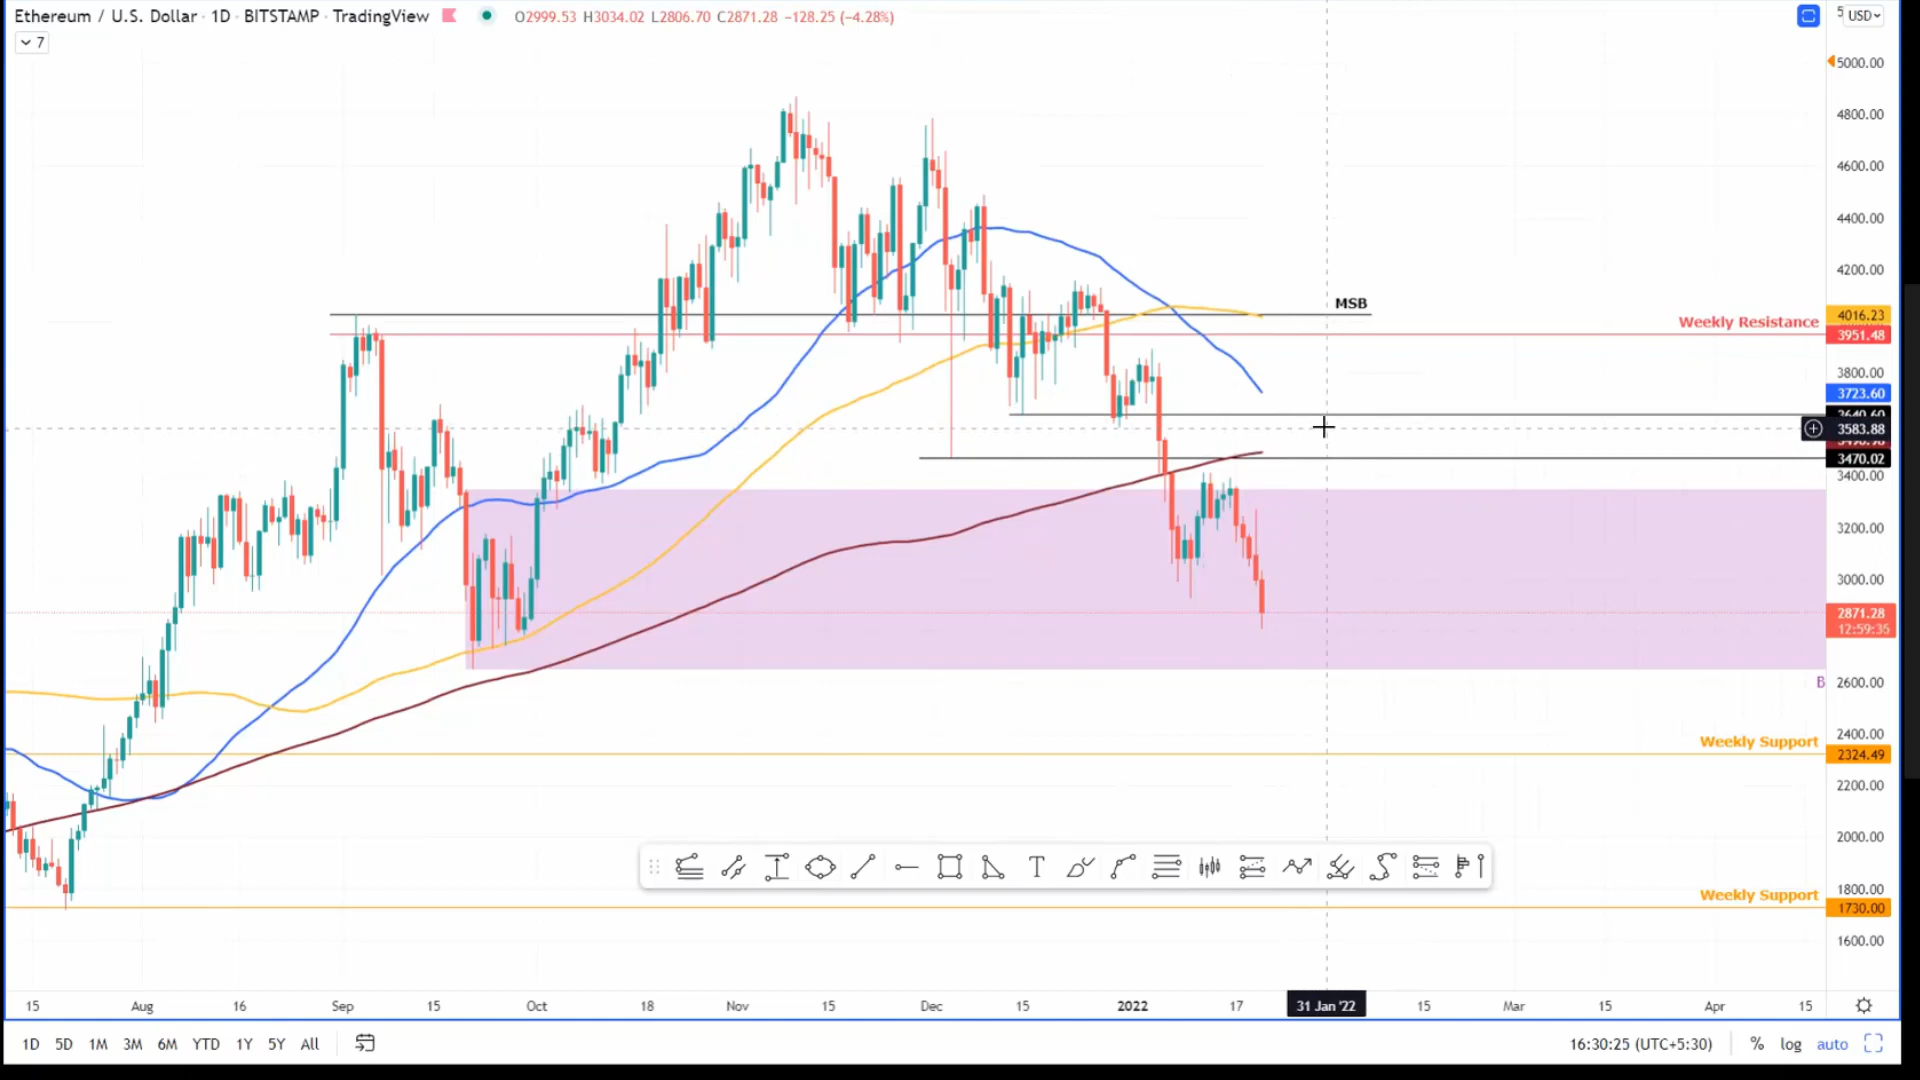 Ethereum / U.S. Dollar · 1D · BITSTAMP · TradingView O2999.53 H3034.02 L2806.70 C2871.28 −128.25 (−4.28%)
USD
7
5000.00
4800.00
4600.00
4400.00
4200.00
MSB
4016.23
Weekly Resistance
3951.48
3800.00
3723.60
3640.60
3583.88
3470.02
3400.00
3200.00
3000.00
2871.28
12:59:35
B
2600.00
2400.00
Weekly Support
2324.49
2200.00
2000.00
1800.00
Weekly Support
1730.00
1600.00
15 Aug 16 Sep 15 Oct 18 Nov 15 Dec 15 2022 17 31 Jan '22 15 Mar 15 Apr 15
1D 5D 1M 3M 6M YTD 1Y 5Y All 16:30:25 (UTC+5:30) % log auto